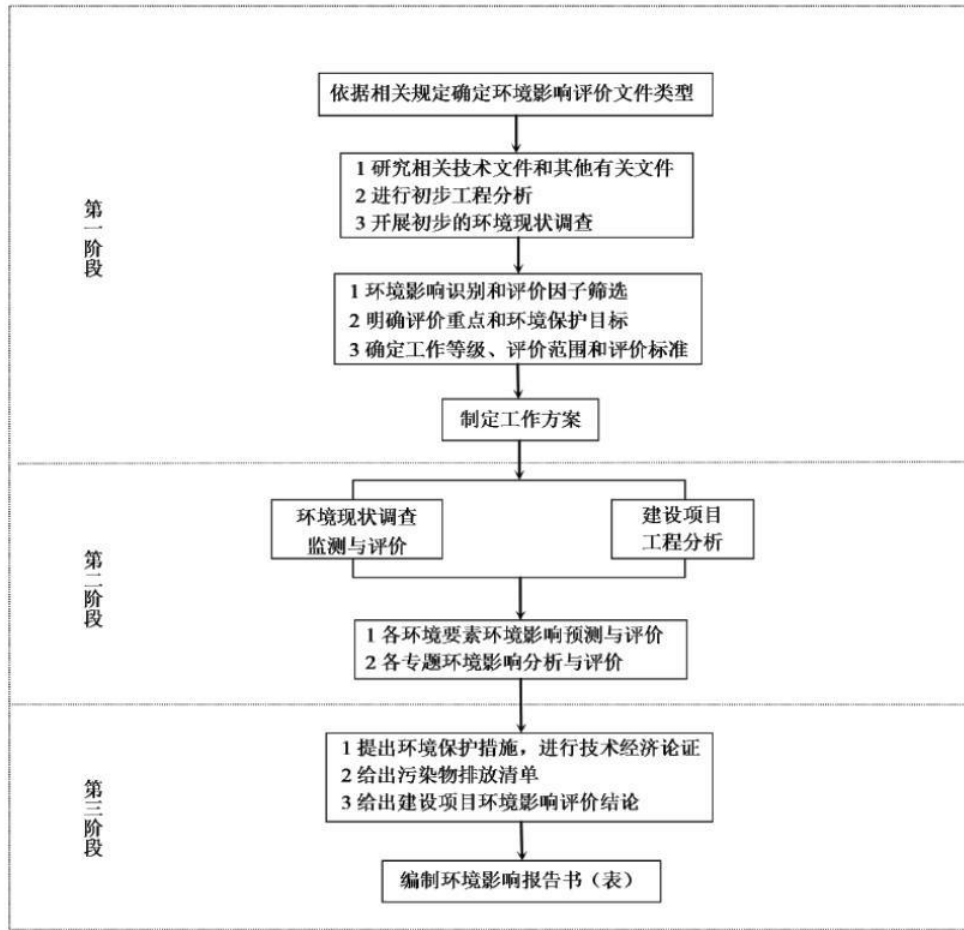 依据相关规定确定环境影响评价文件类型
1 研究相关技术文件和其他有关文件
2 进行初步工程分析
3 开展初步的环境现状调查
第一阶段
1 环境影响识别和评价因子筛选
2 明确评价重点和环境保护目标
3 确定工作等级、评价范围和评价标准
制定工作方案
第二阶段
环境现状调查
监测与评价
建设项目
工程分析
1 各环境要素环境影响预测与评价
2 各专题环境影响分析与评价
第三阶段
1 提出环境保护措施，进行技术经济论证
2 给出污染物排放清单
3 给出建设项目环境影响评价结论
编制环境影响报告书（表）